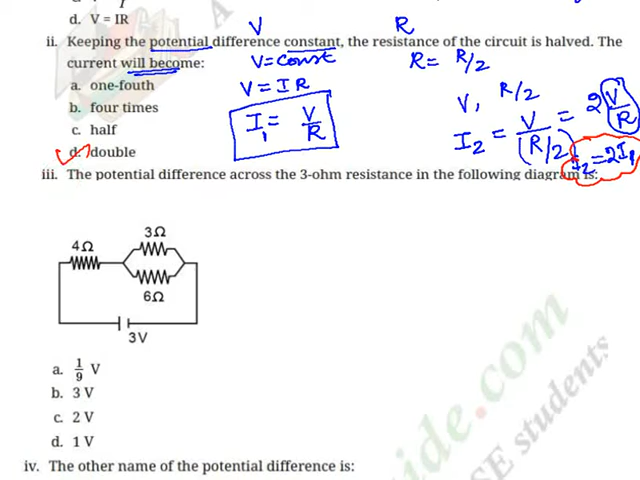 d. V = IR
V R
ii. Keeping the potential difference constant, the resistance of the circuit is halved. The
current will become: V=const R= R/2
a. one-fouth V = I R V, R/2
b. four times I₁ = V/R I₂ = V/(R/2) = 2 V/R
c. half
d. double I₂ = 2I₁
iii. The potential difference across the 3-ohm resistance in the following diagram is:
3Ω
4Ω
6Ω
3V
a. 1/9 V
b. 3 V
c. 2 V
d. 1 V
iv. The other name of the potential difference is:
ide.com
SE students